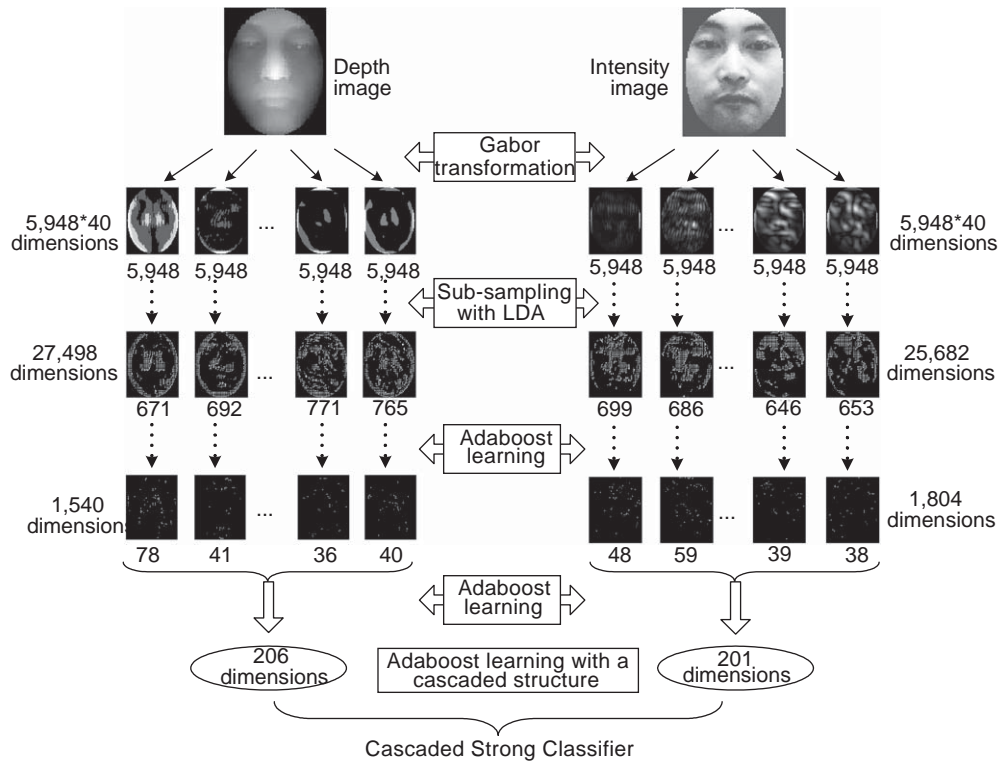 Depth
image
Intensity
image
Gabor
transformation
5,948*40
dimensions
...
...
5,948*40
dimensions
5,948 5,948 5,948 5,948
5,948 5,948 5,948 5,948
Sub-sampling
with LDA
27,498
dimensions
...
...
25,682
dimensions
671 692 771 765
699 686 646 653
Adaboost
learning
1,540
dimensions
...
...
1,804
dimensions
78 41 36 40
48 59 39 38
Adaboost
learning
206
dimensions
Adaboost learning with a
cascaded structure
201
dimensions
Cascaded Strong Classifier